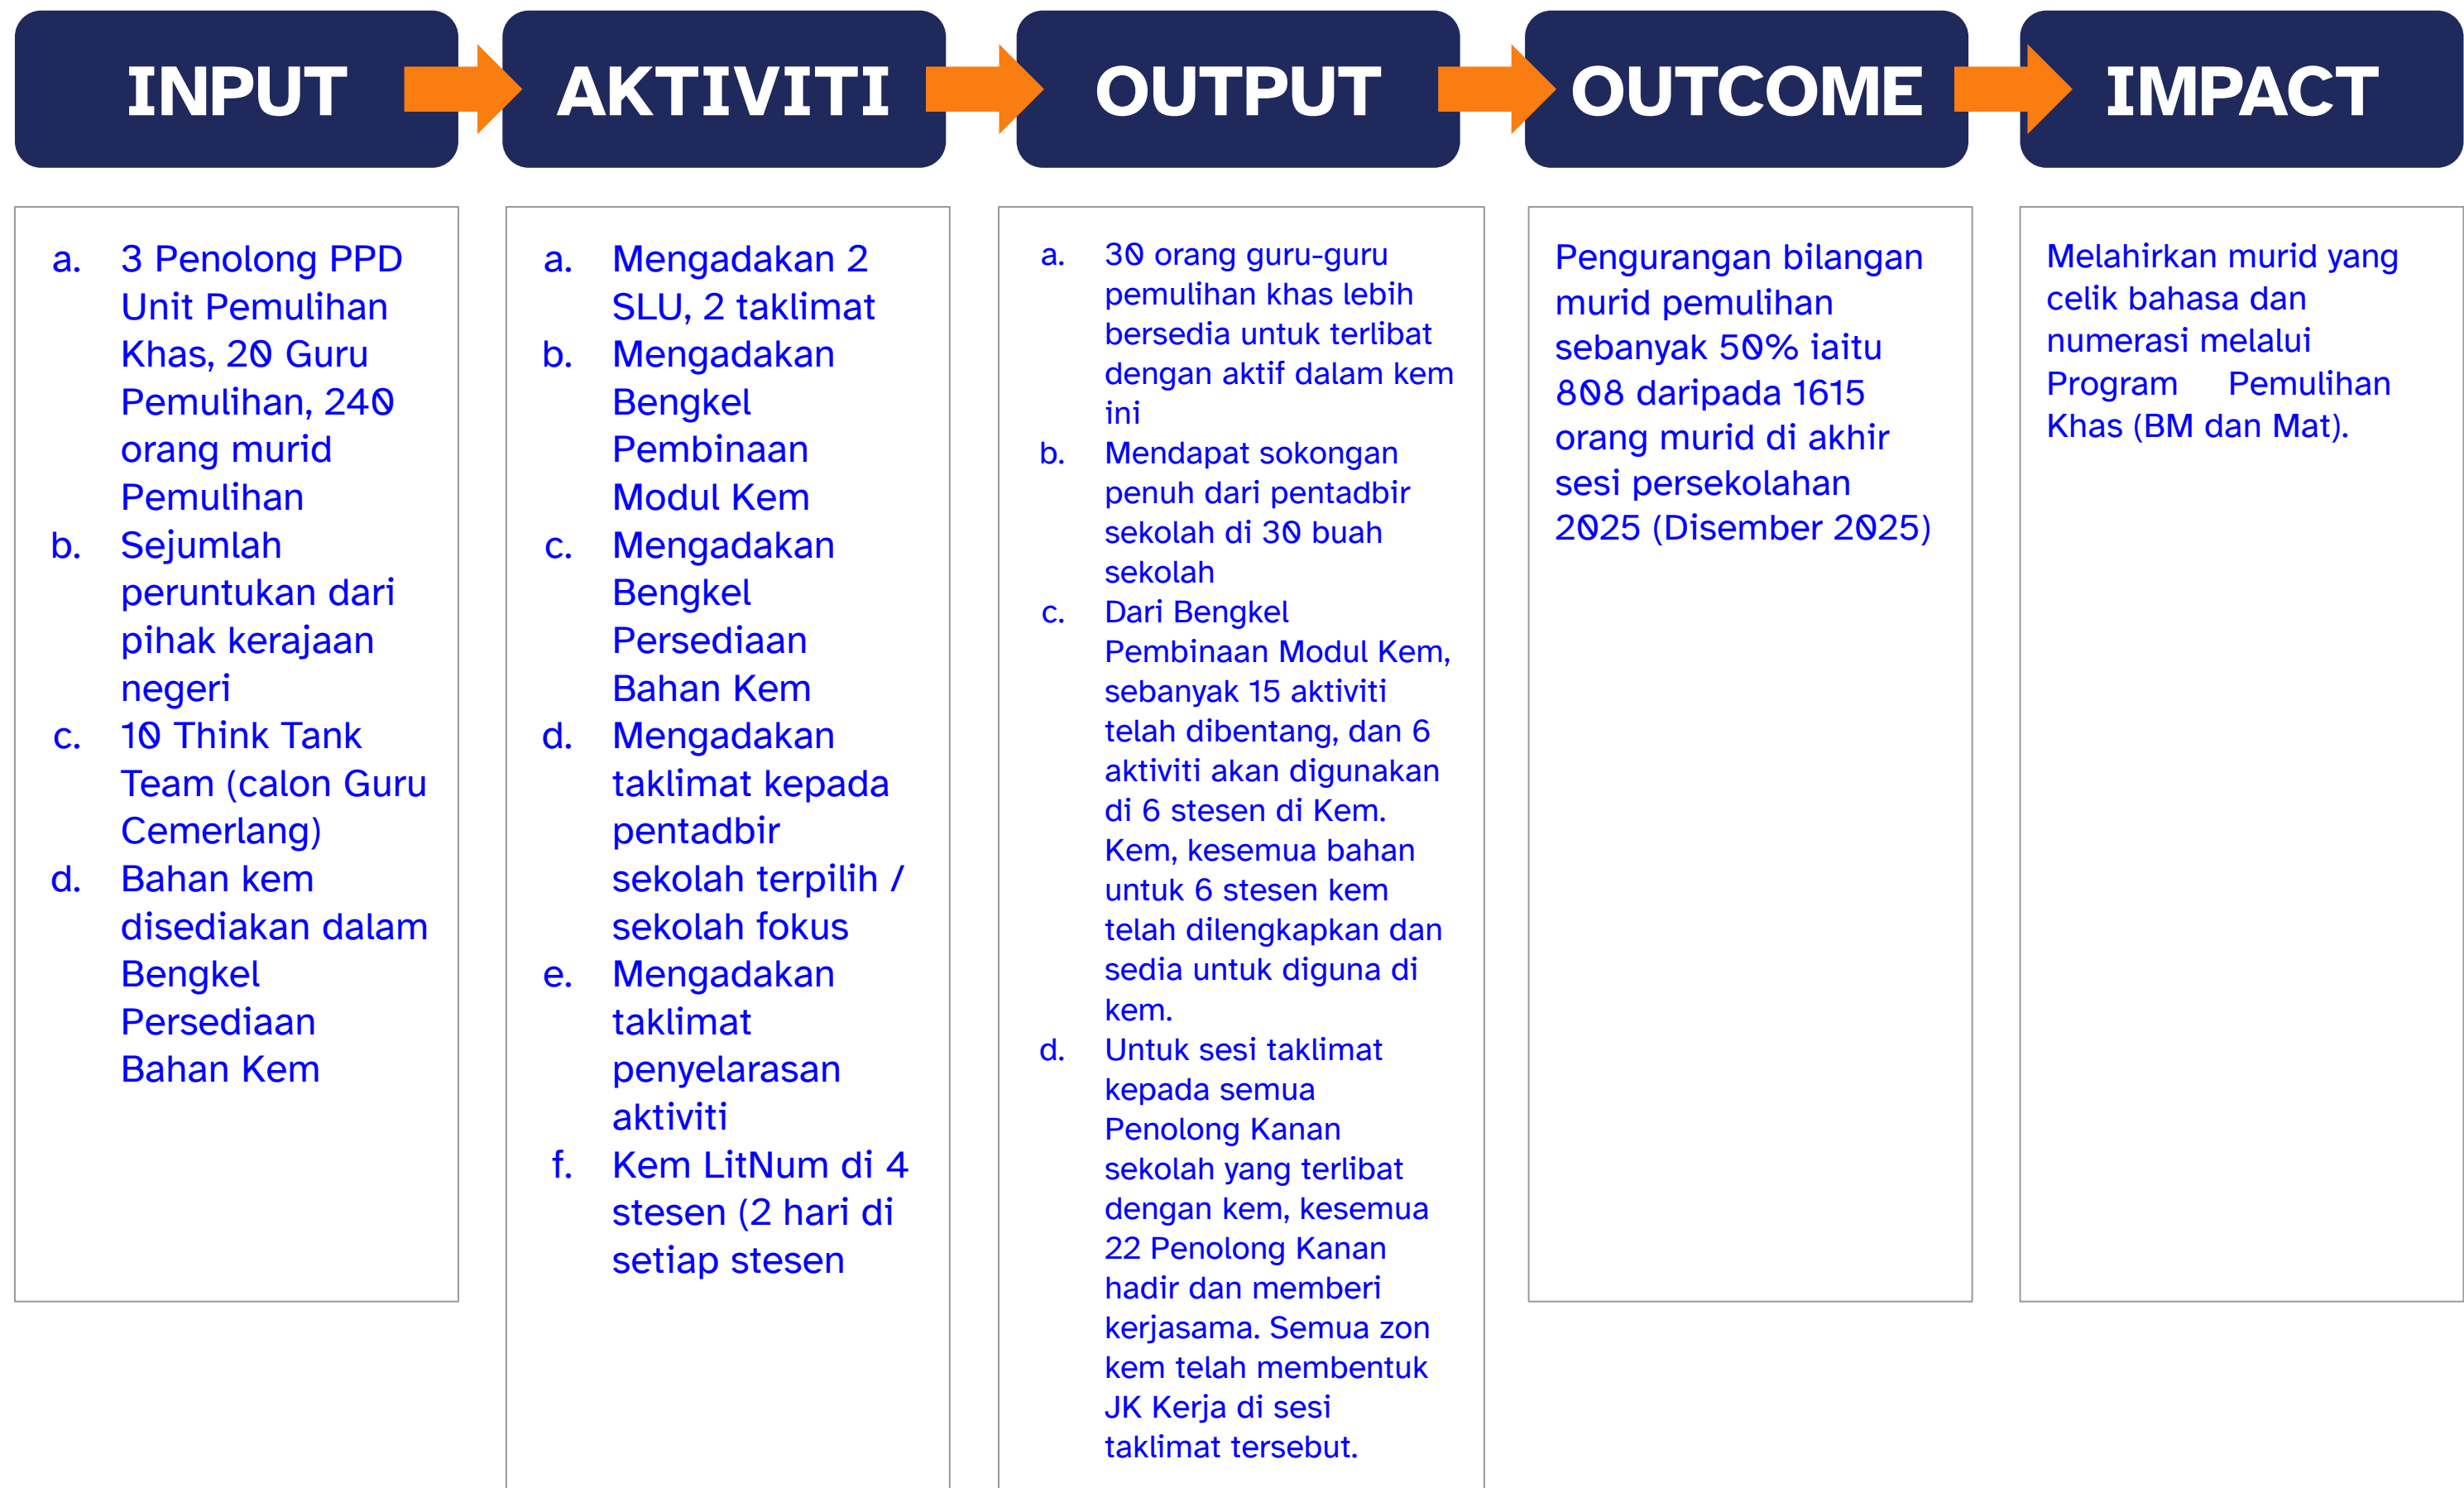 INPUT
AKTIVITI
OUTPUT
OUTCOME
IMPACT
a. 3 Penolong PPD
Unit Pemulihan
Khas, 20 Guru
Pemulihan, 240
orang murid
Pemulihan
b. Sejumlah
peruntukan dari
pihak kerajaan
negeri
c. 10 Think Tank
Team (calon Guru
Cemerlang)
d. Bahan kem
disediakan dalam
Bengkel
Persediaan
Bahan Kem
a. Mengadakan 2
SLU, 2 taklimat
b. Mengadakan
Bengkel
Pembinaan
Modul Kem
c. Mengadakan
Bengkel
Persediaan
Bahan Kem
d. Mengadakan
taklimat kepada
pentadbir
sekolah terpilih /
sekolah fokus
e. Mengadakan
taklimat
penyelarasan
aktiviti
f. Kem LitNum di 4
stesen (2 hari di
setiap stesen
a. 30 orang guru-guru
pemulihan khas lebih
bersedia untuk terlibat
dengan aktif dalam kem
ini
b. Mendapat sokongan
penuh dari pentadbir
sekolah di 30 buah
sekolah
c. Dari Bengkel
Pembinaan Modul Kem,
sebanyak 15 aktiviti
telah dibentang, dan 6
aktiviti akan digunakan
di 6 stesen di Kem.
Kem, kesemua bahan
untuk 6 stesen kem
telah dilengkapkan dan
sedia untuk diguna di
kem.
d. Untuk sesi taklimat
kepada semua
Penolong Kanan
sekolah yang terlibat
dengan kem, kesemua
22 Penolong Kanan
hadir dan memberi
kerjasama. Semua zon
kem telah membentuk
JK Kerja di sesi
taklimat tersebut.
Pengurangan bilangan
murid pemulihan
sebanyak 50% iaitu
808 daripada 1615
orang murid di akhir
sesi persekolahan
2025 (Disember 2025)
Melahirkan murid yang
celik bahasa dan
numerasi melalui
Program Pemulihan
Khas (BM dan Mat).